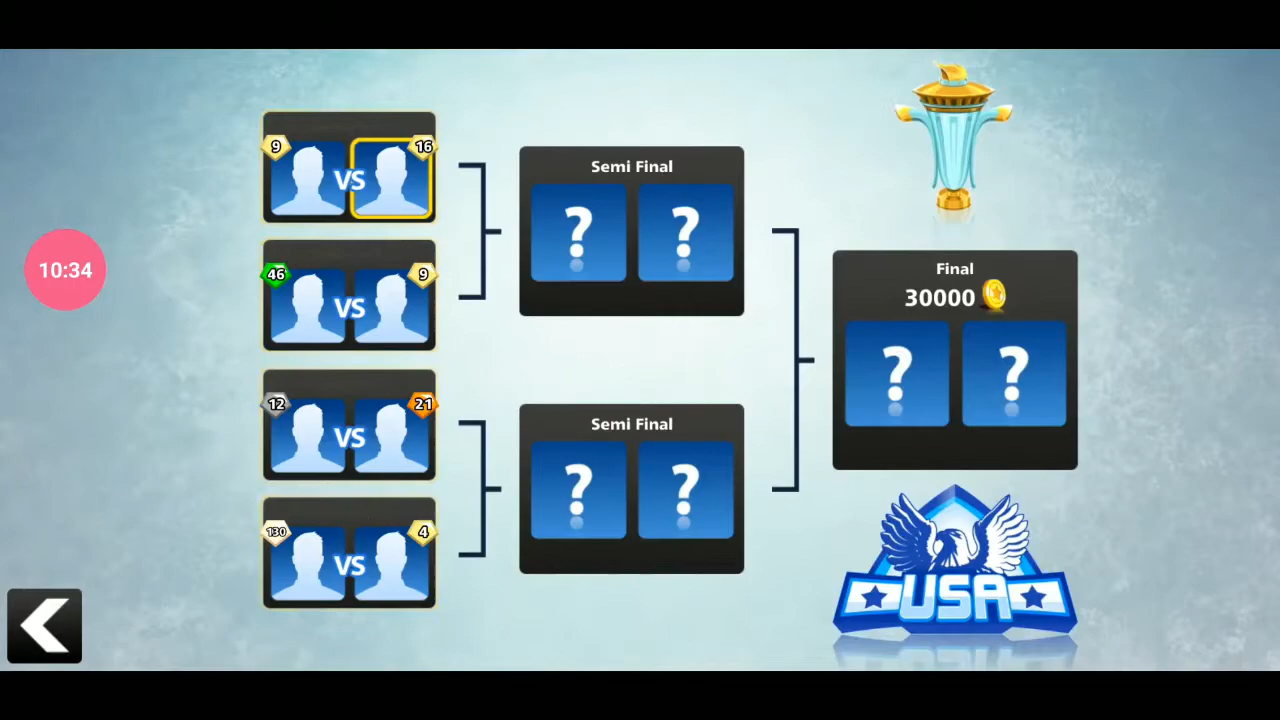 10:34
9 VS 16
46 VS 9
12 VS 21
130 VS 4
Semi Final
? ?
Semi Final
? ?
Final
30000
? ?
USA